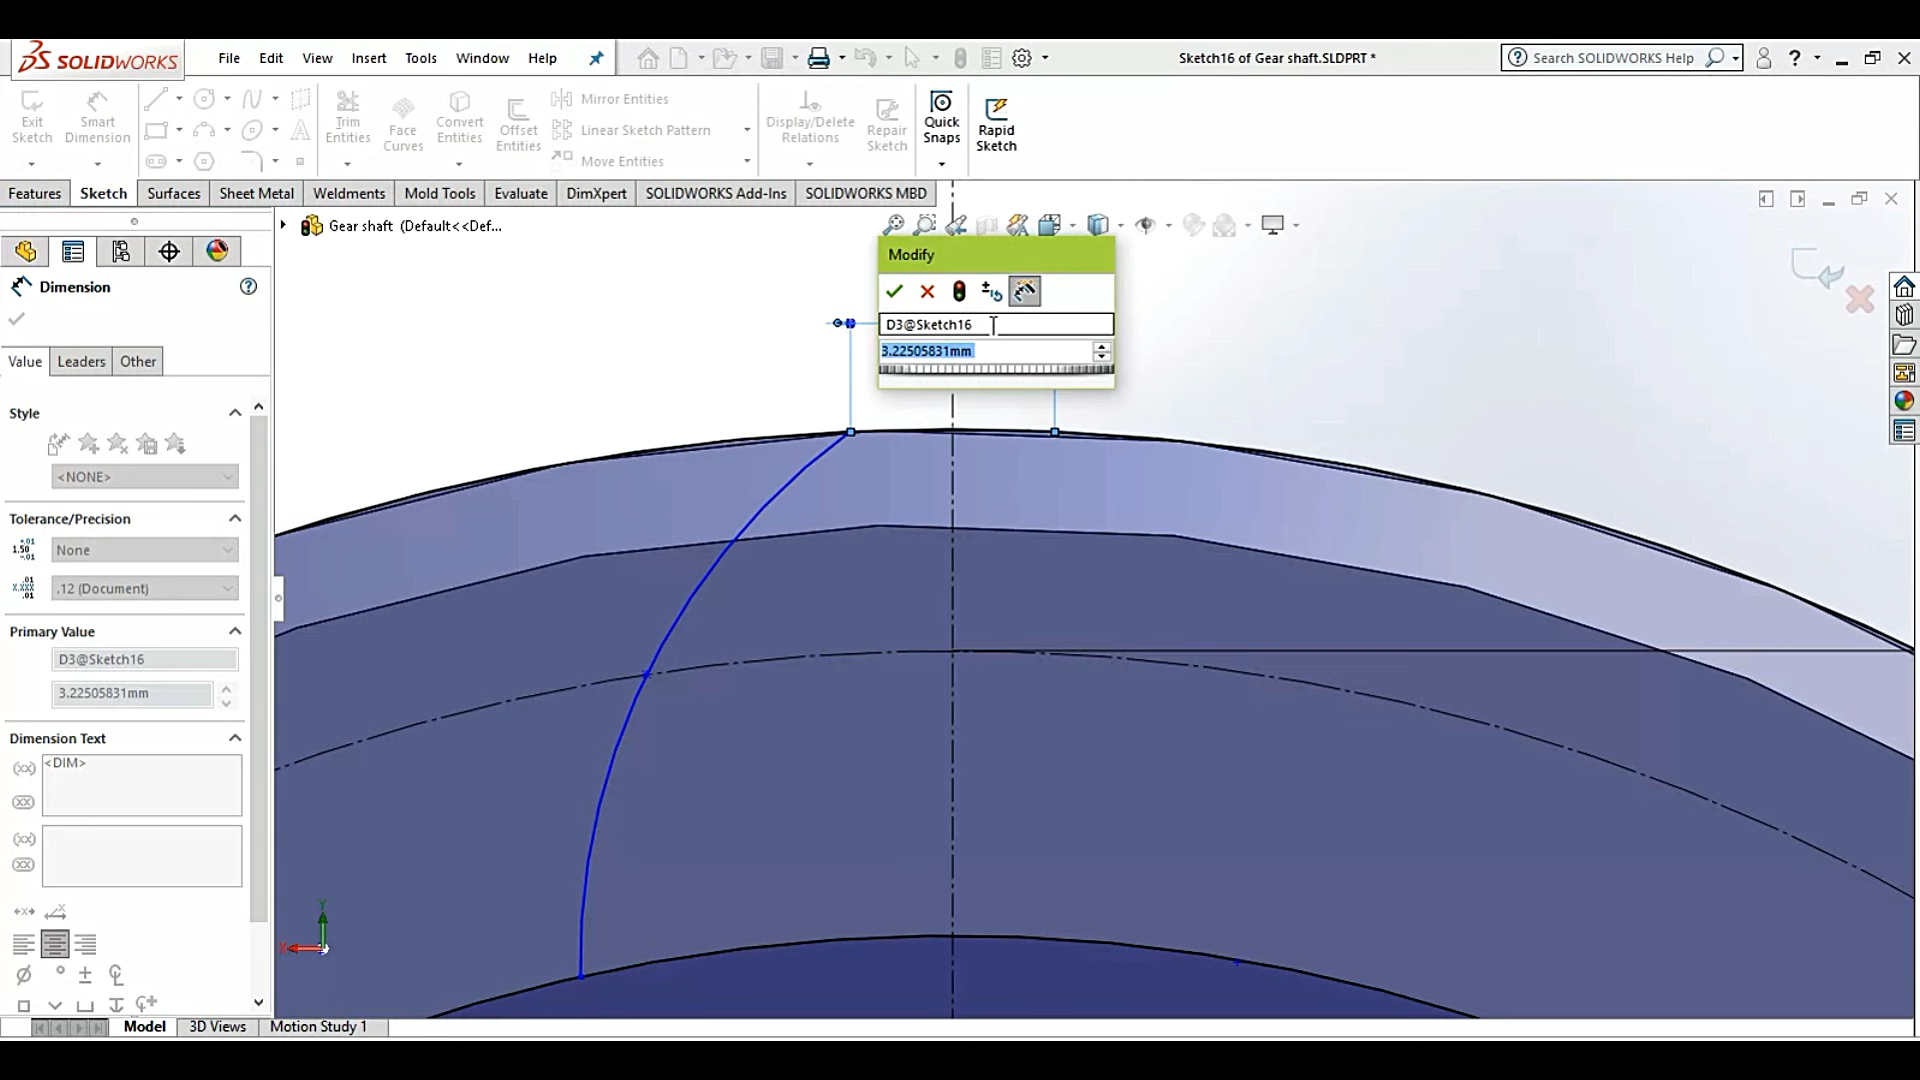 SOLIDWORKS File Edit View Insert Tools Window Help Sketch16 of Gear shaft.SLDPRT * Search SOLIDWORKS Help ?
Exit Sketch
Smart Dimension
Trim Entities
Face Curves
Convert Entities
Offset Entities
Mirror Entities
Linear Sketch Pattern
Move Entities
Display/Delete Relations
Repair Sketch
Quick Snaps
Rapid Sketch
Features Sketch Surfaces Sheet Metal Weldments Mold Tools Evaluate DimXpert SOLIDWORKS Add-Ins SOLIDWORKS MBD
Gear shaft (Default<<Def...
Modify
D3@Sketch16
3.22505831mm
Dimension
Value Leaders Other
Style
<NONE>
Tolerance/Precision
None
.12 (Document)
Primary Value
D3@Sketch16
3.22505831mm
Dimension Text
<DIM>
Y
X
Model 3D Views Motion Study 1